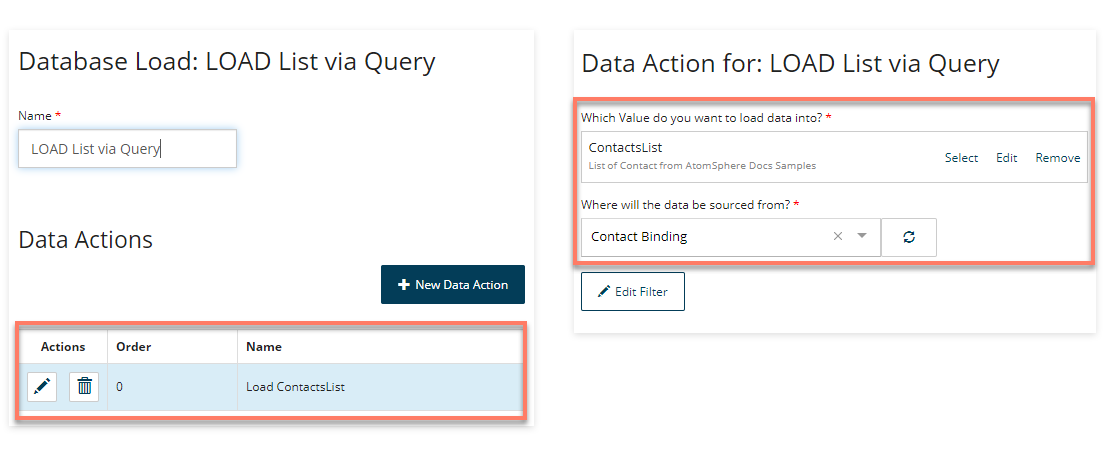 Database Load: LOAD List via Query
Name *
LOAD List via Query
Data Actions
New Data Action
Actions Order Name
0 Load ContactsList
Data Action for: LOAD List via Query
Which Value do you want to load data into? *
ContactsList
List of Contact from AtomSphere Docs Samples
Select Edit Remove
Where will the data be sourced from? *
Contact Binding
Edit Filter